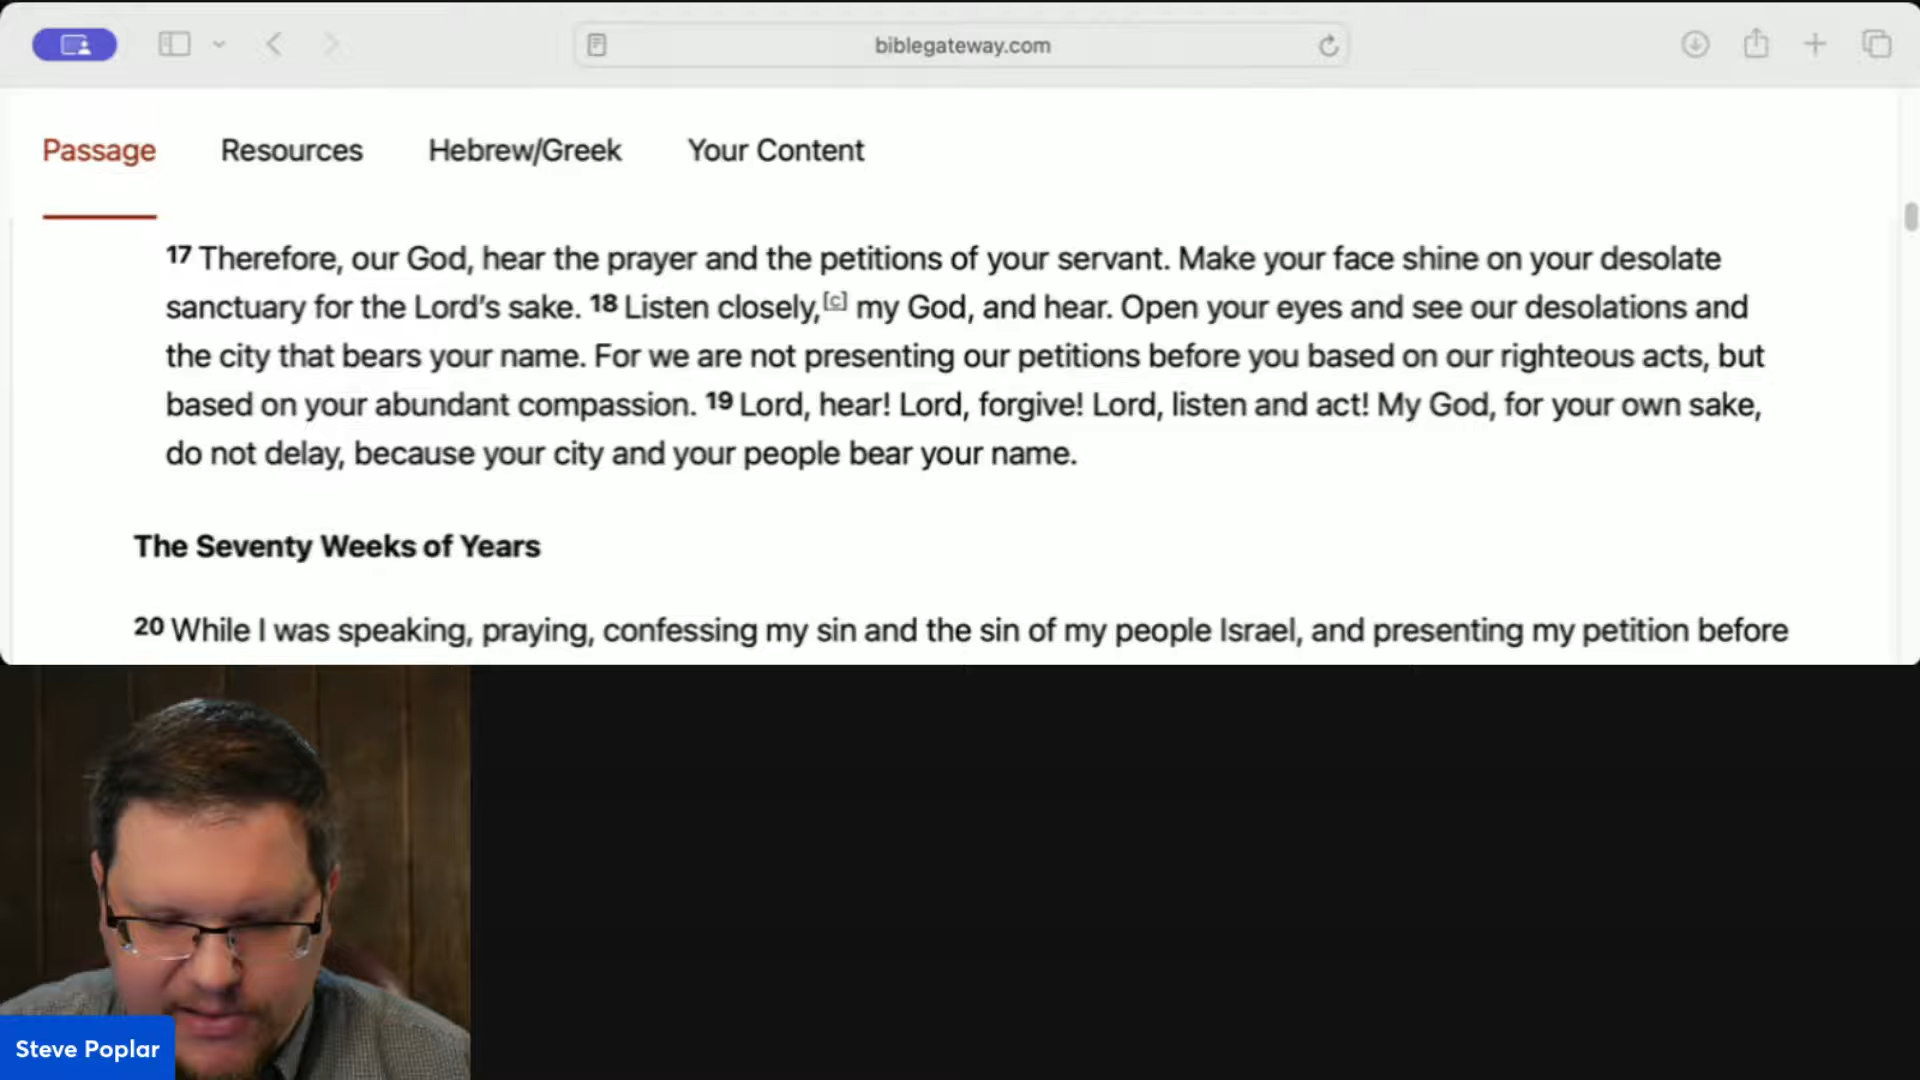 biblegateway.com
Passage Resources Hebrew/Greek Your Content
17 Therefore, our God, hear the prayer and the petitions of your servant. Make your face shine on your desolate
sanctuary for the Lord's sake. 18 Listen closely,[c] my God, and hear. Open your eyes and see our desolations and
the city that bears your name. For we are not presenting our petitions before you based on our righteous acts, but
based on your abundant compassion. 19 Lord, hear! Lord, forgive! Lord, listen and act! My God, for your own sake,
do not delay, because your city and your people bear your name.
The Seventy Weeks of Years
20 While I was speaking, praying, confessing my sin and the sin of my people Israel, and presenting my petition before
Steve Poplar